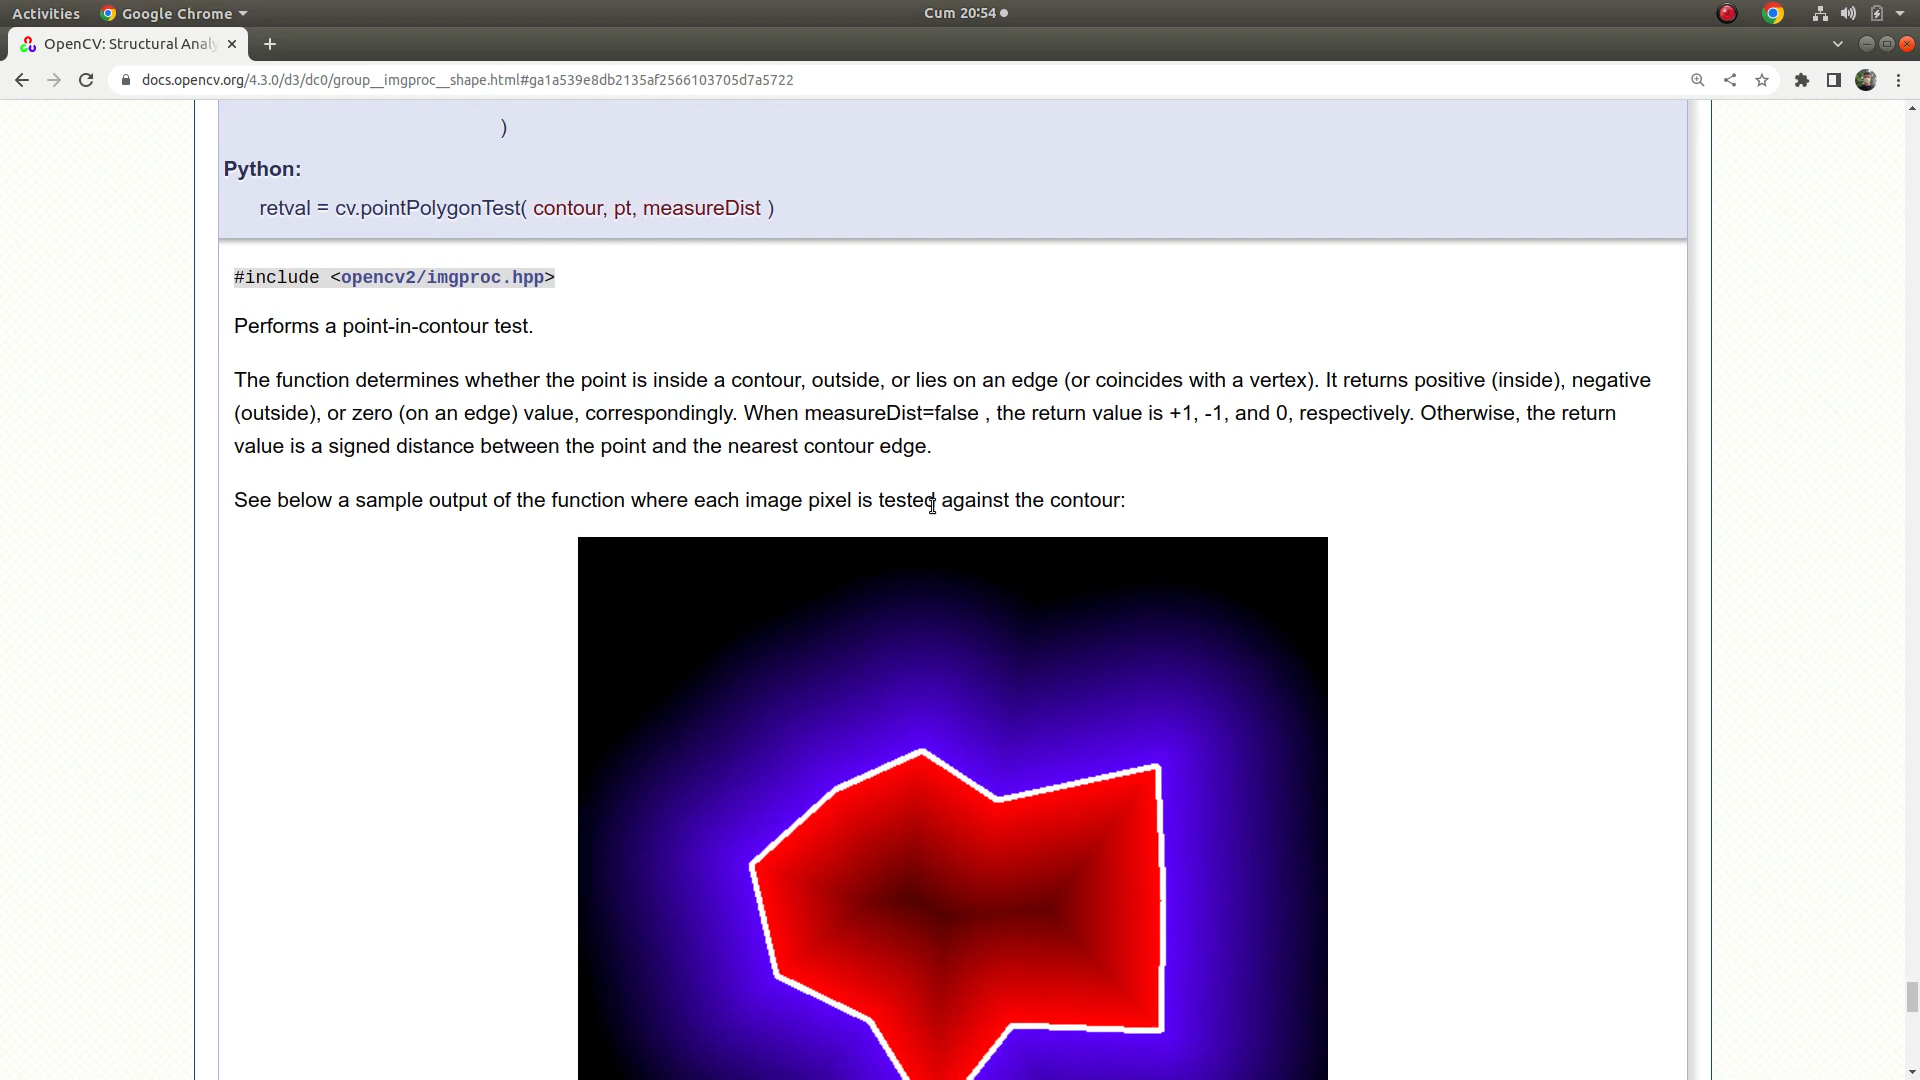 Activities Google Chrome Cum 20:54
OpenCV: Structural Analy
docs.opencv.org/4.3.0/d3/dc0/group__imgproc__shape.html#ga1a539e8db2135af2566103705d7a5722
)
Python:
retval = cv.pointPolygonTest( contour, pt, measureDist )
#include <opencv2/imgproc.hpp>
Performs a point-in-contour test.
The function determines whether the point is inside a contour, outside, or lies on an edge (or coincides with a vertex). It returns positive (inside), negative
(outside), or zero (on an edge) value, correspondingly. When measureDist=false , the return value is +1, -1, and 0, respectively. Otherwise, the return
value is a signed distance between the point and the nearest contour edge.
See below a sample output of the function where each image pixel is tested against the contour: